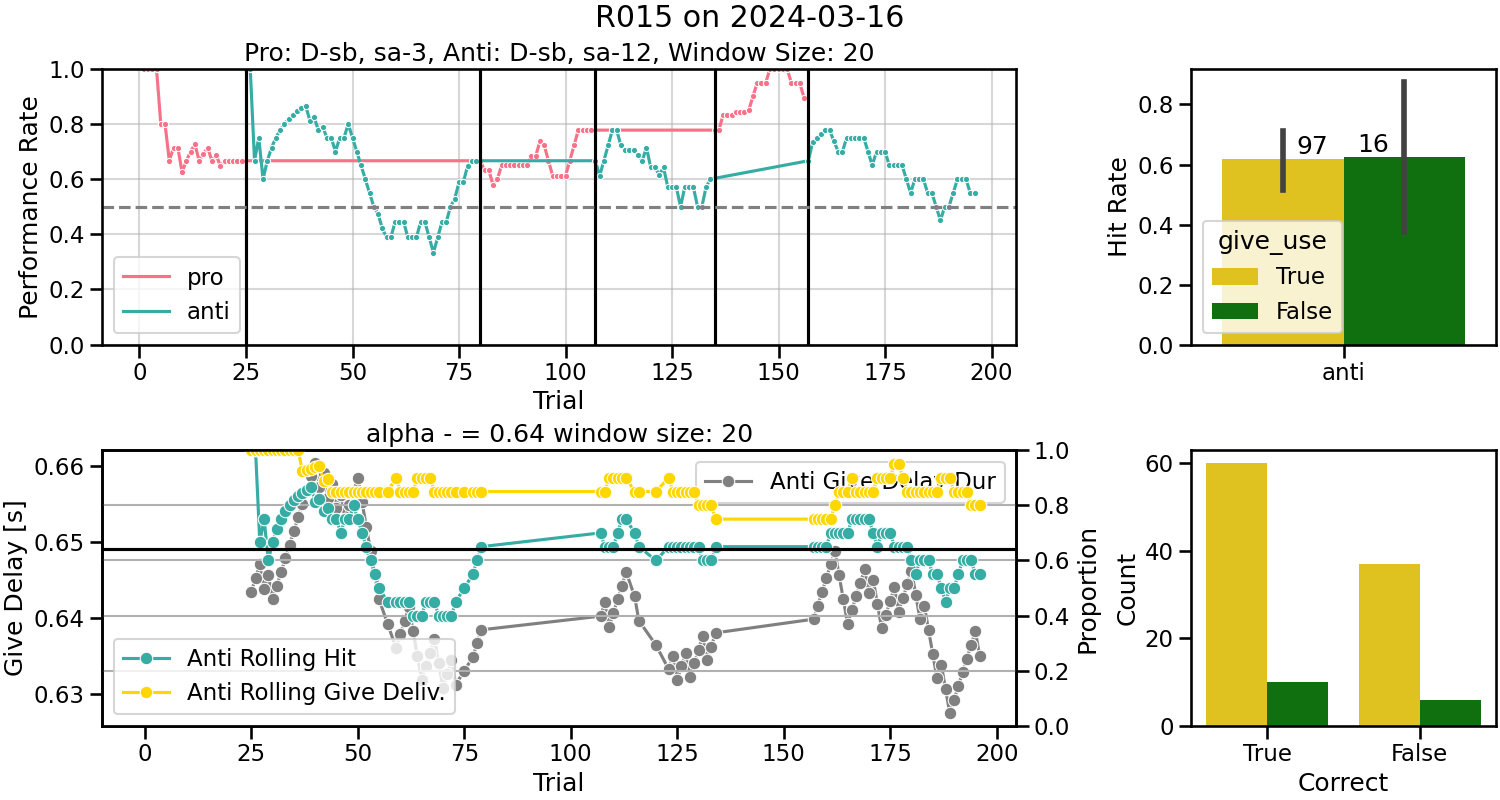 R015 on 2024-03-16
Pro: D-sb, sa-3, Anti: D-sb, sa-12, Window Size: 20
Performance Rate
1.0
0.8
0.6
0.4
0.2
0.0
pro
anti
0 25 50 75 100 125 150 175 200
Trial
Hit Rate
0.8
0.6
0.4
0.2
0.0
97 16
give_use
True
False
anti
alpha - = 0.64 window size: 20
Give Delay [s]
0.66
0.65
0.64
0.63
Anti Give Delay Dur
Anti Rolling Hit
Anti Rolling Give Deliv.
1.0
0.8
0.6
0.4
0.2
0.0
Proportion
0 25 50 75 100 125 150 175 200
Trial
Count
60
40
20
0
True False
Correct